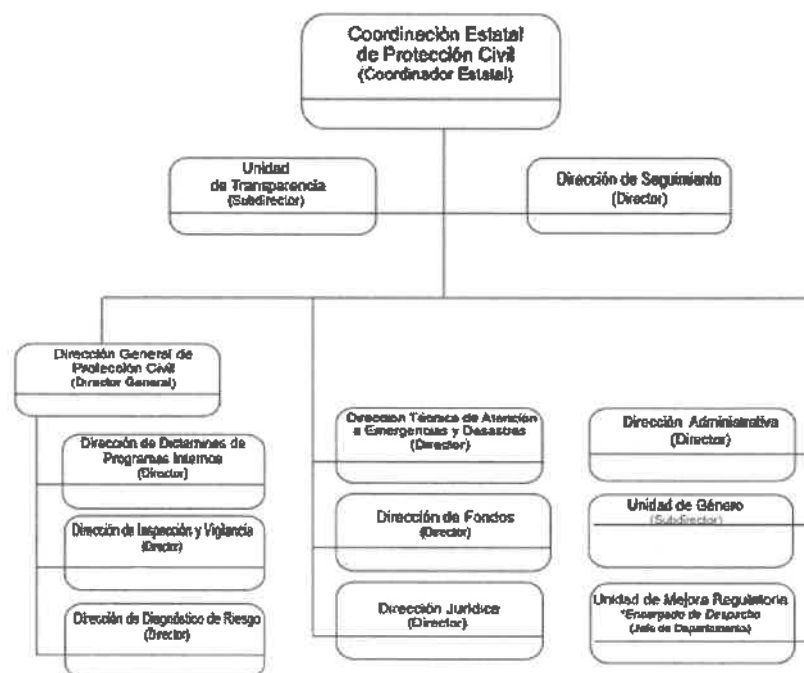 Coordinación Estatal
de Protección Civil
(Coordinador Estatal)
Unidad
de Transparencia
(Subdirector)
Dirección de Seguimiento
(Director)
Dirección General de
Protección Civil
(Director General)
Dirección de Dictámines de
Programas Internos
(Director)
Dirección de Inspección y Vigilancia
(Director)
Dirección de Diagnóstico de Riesgo
(Director)
Dirección Técnica de Atención
a Emergencias y Desastres
(Director)
Dirección de Fondos
(Director)
Dirección Jurídica
(Director)
Dirección Administrativa
(Director)
Unidad de Género
(Subdirector)
Unidad de Mejora Regulatoria
*Encargado de Despacho
(Jefe de Departamento)